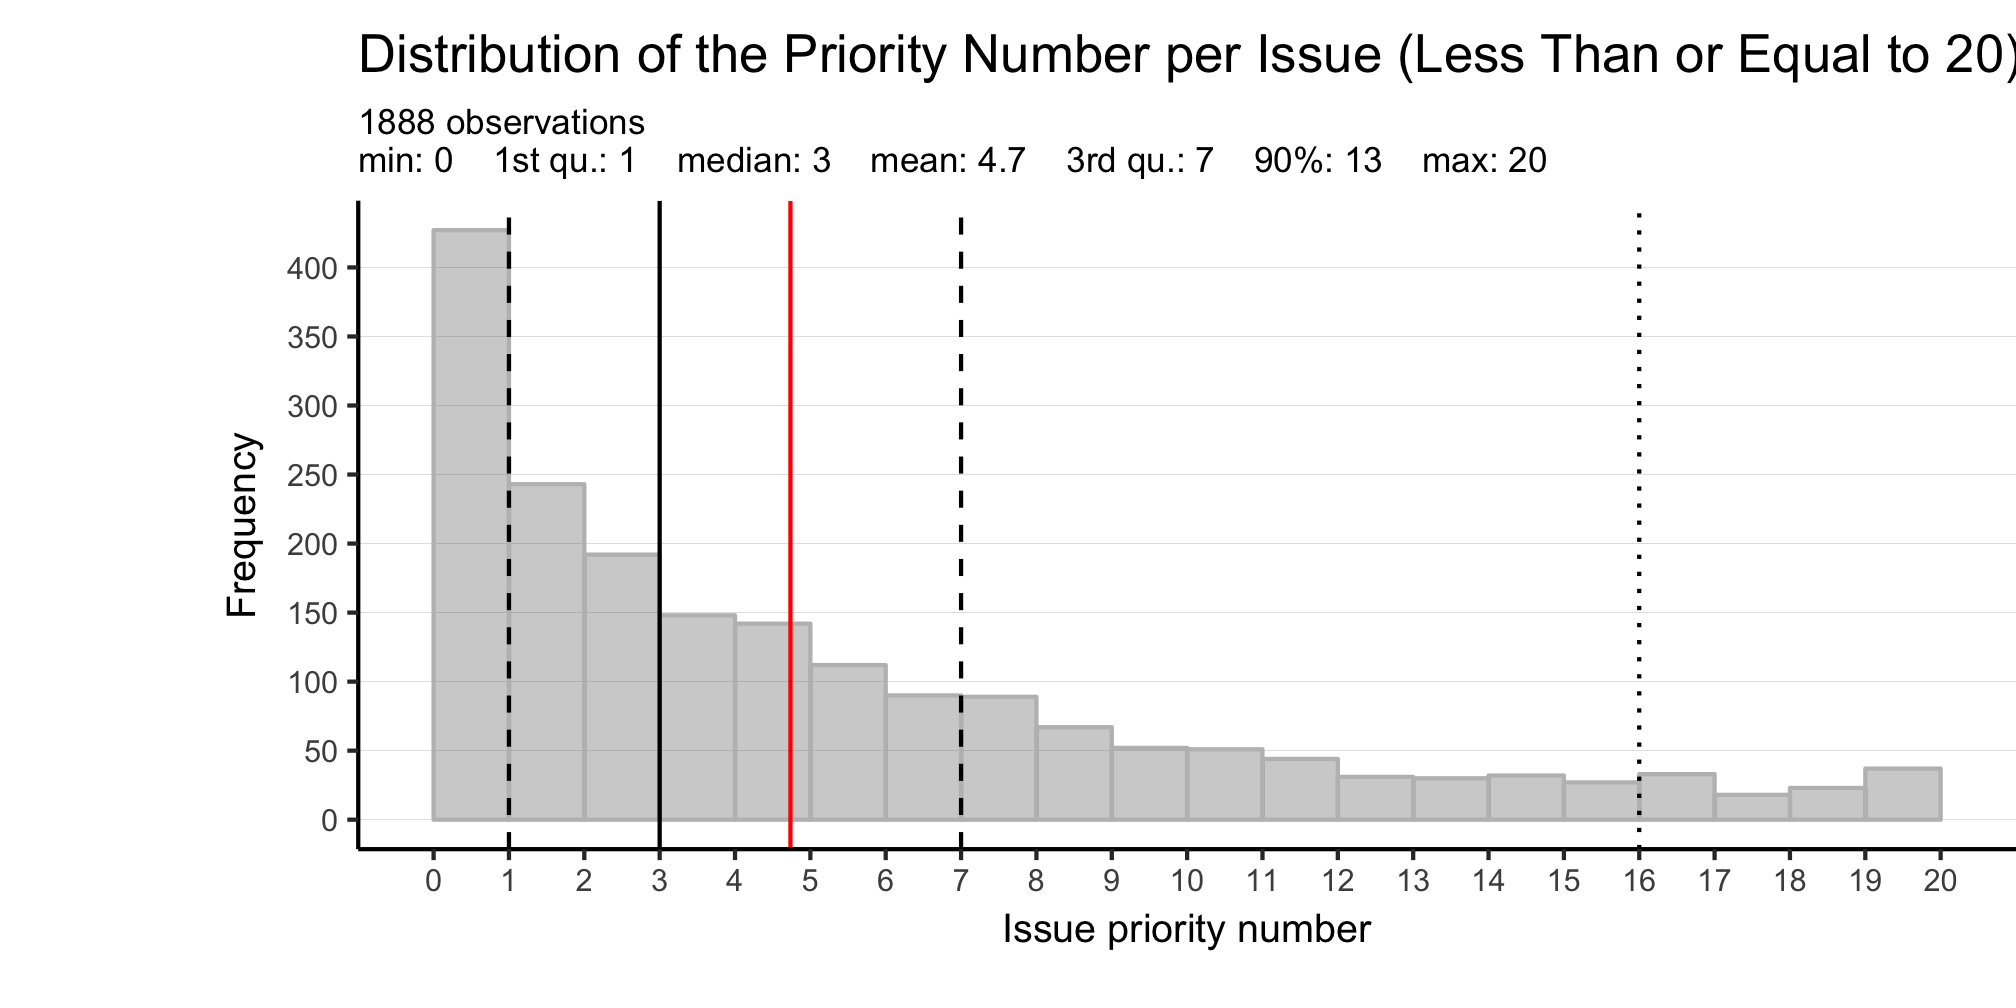 Distribution of the Priority Number per Issue (Less Than or Equal to 20)
1888 observations
min: 0 1st qu.: 1 median: 3 mean: 4.7 3rd qu.: 7 90%: 13 max: 20
Frequency
400
350
300
250
200
150
100
50
0
0 1 2 3 4 5 6 7 8 9 10 11 12 13 14 15 16 17 18 19 20
Issue priority number